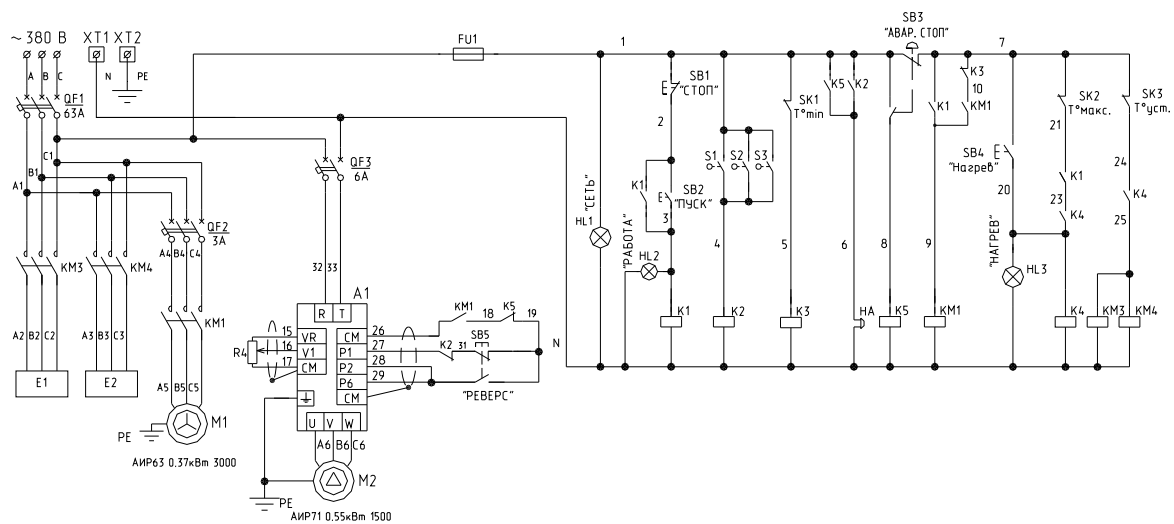 ~ 380 В
XT1 XT2
A B C
N
PE
QF1
63А
C1
B1
A1
QF2
3А
A4 B4 C4
KM3
KM4
KM1
A2 B2 C2
A3 B3 C3
E1
E2
A5 B5 C5
M1
PE
АИР63 0.37кВт 3000
QF3
6А
32 33
A1
R T
15
16
17
R4
VR
V1
CM
CM
P1
P2
P6
CM
26
27
28
29
KM1
18
K5
19
K2
31
SB5
"РЕВЕРС"
N
U V W
A6 B6 C6
M2
PE
АИР71 0,55кВт 1500
FU1
1
SB3
"АВАР. СТОП"
7
"СЕТЬ"
HL1
"РАБОТА"
HL2
SB1
"СТОП"
2
K1
SB2
"ПУСК"
3
K1
S1 S2 S3
4
K2
SK1
T°min
5
K3
K5
K2
6
HA
8
K5
K1
K3
10
KM1
9
KM1
SB4
"Нагрев"
20
"НАГРЕВ"
HL3
SK2
T°макс.
21
K1
23
K4
K4
SK3
T°уст.
24
K4
25
KM3
KM4